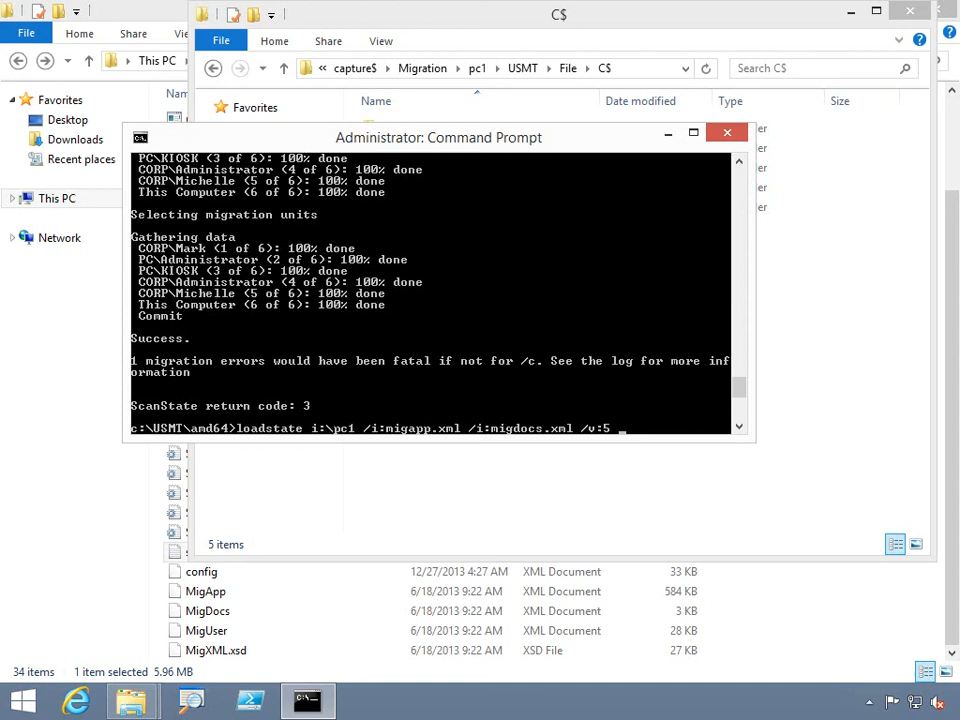 C$
File
Home
Share
Vi
File
Home
Share
View
This PC
capture$
Migration
pc1
USMT
File
C$
Search C$
Favorites
Desktop
Downloads
Recent places
This PC
Network
Nam
Favorites
Name
Date modified
Type
Size
er
er
er
er
er
Administrator: Command Prompt
PC\KIOSK (3 of 6): 100% done
CORP\Administrator (4 of 6): 100% done
CORP\Michelle (5 of 6): 100% done
This Computer (6 of 6): 100% done
Selecting migration units
Gathering data
CORP\Mark (1 of 6): 100% done
PC\Administrator (2 of 6): 100% done
PC\KIOSK (3 of 6): 100% done
CORP\Administrator (4 of 6): 100% done
CORP\Michelle (5 of 6): 100% done
This Computer (6 of 6): 100% done
Commit
Success.
1 migration errors would have been fatal if not for /c. See the log for more inf
ormation
ScanState return code: 3
c:\USMT\amd64>loadstate i:\pc1 /i:migapp.xml /i:migdocs.xml /v:5 _
5 items
config 12/27/2013 4:27 AM XML Document 33 KB
MigApp 6/18/2013 9:22 AM XML Document 584 KB
MigDocs 6/18/2013 9:22 AM XML Document 3 KB
MigUser 6/18/2013 9:22 AM XML Document 28 KB
MigXML.xsd 6/18/2013 9:22 AM XSD File 27 KB
34 items 1 item selected 5.96 MB